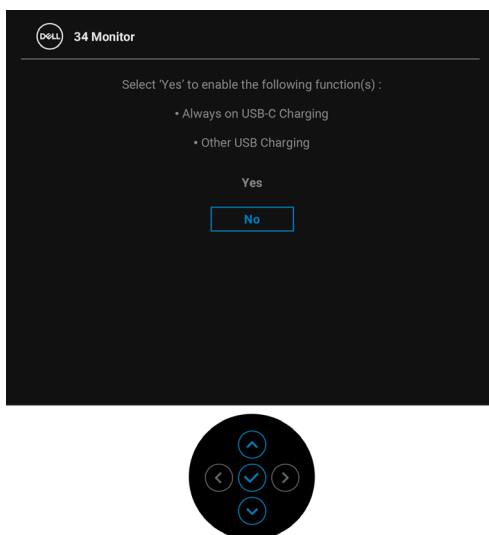 DELL 34 Monitor
Select ‘Yes’ to enable the following function(s) :
• Always on USB-C Charging
• Other USB Charging
Yes
No